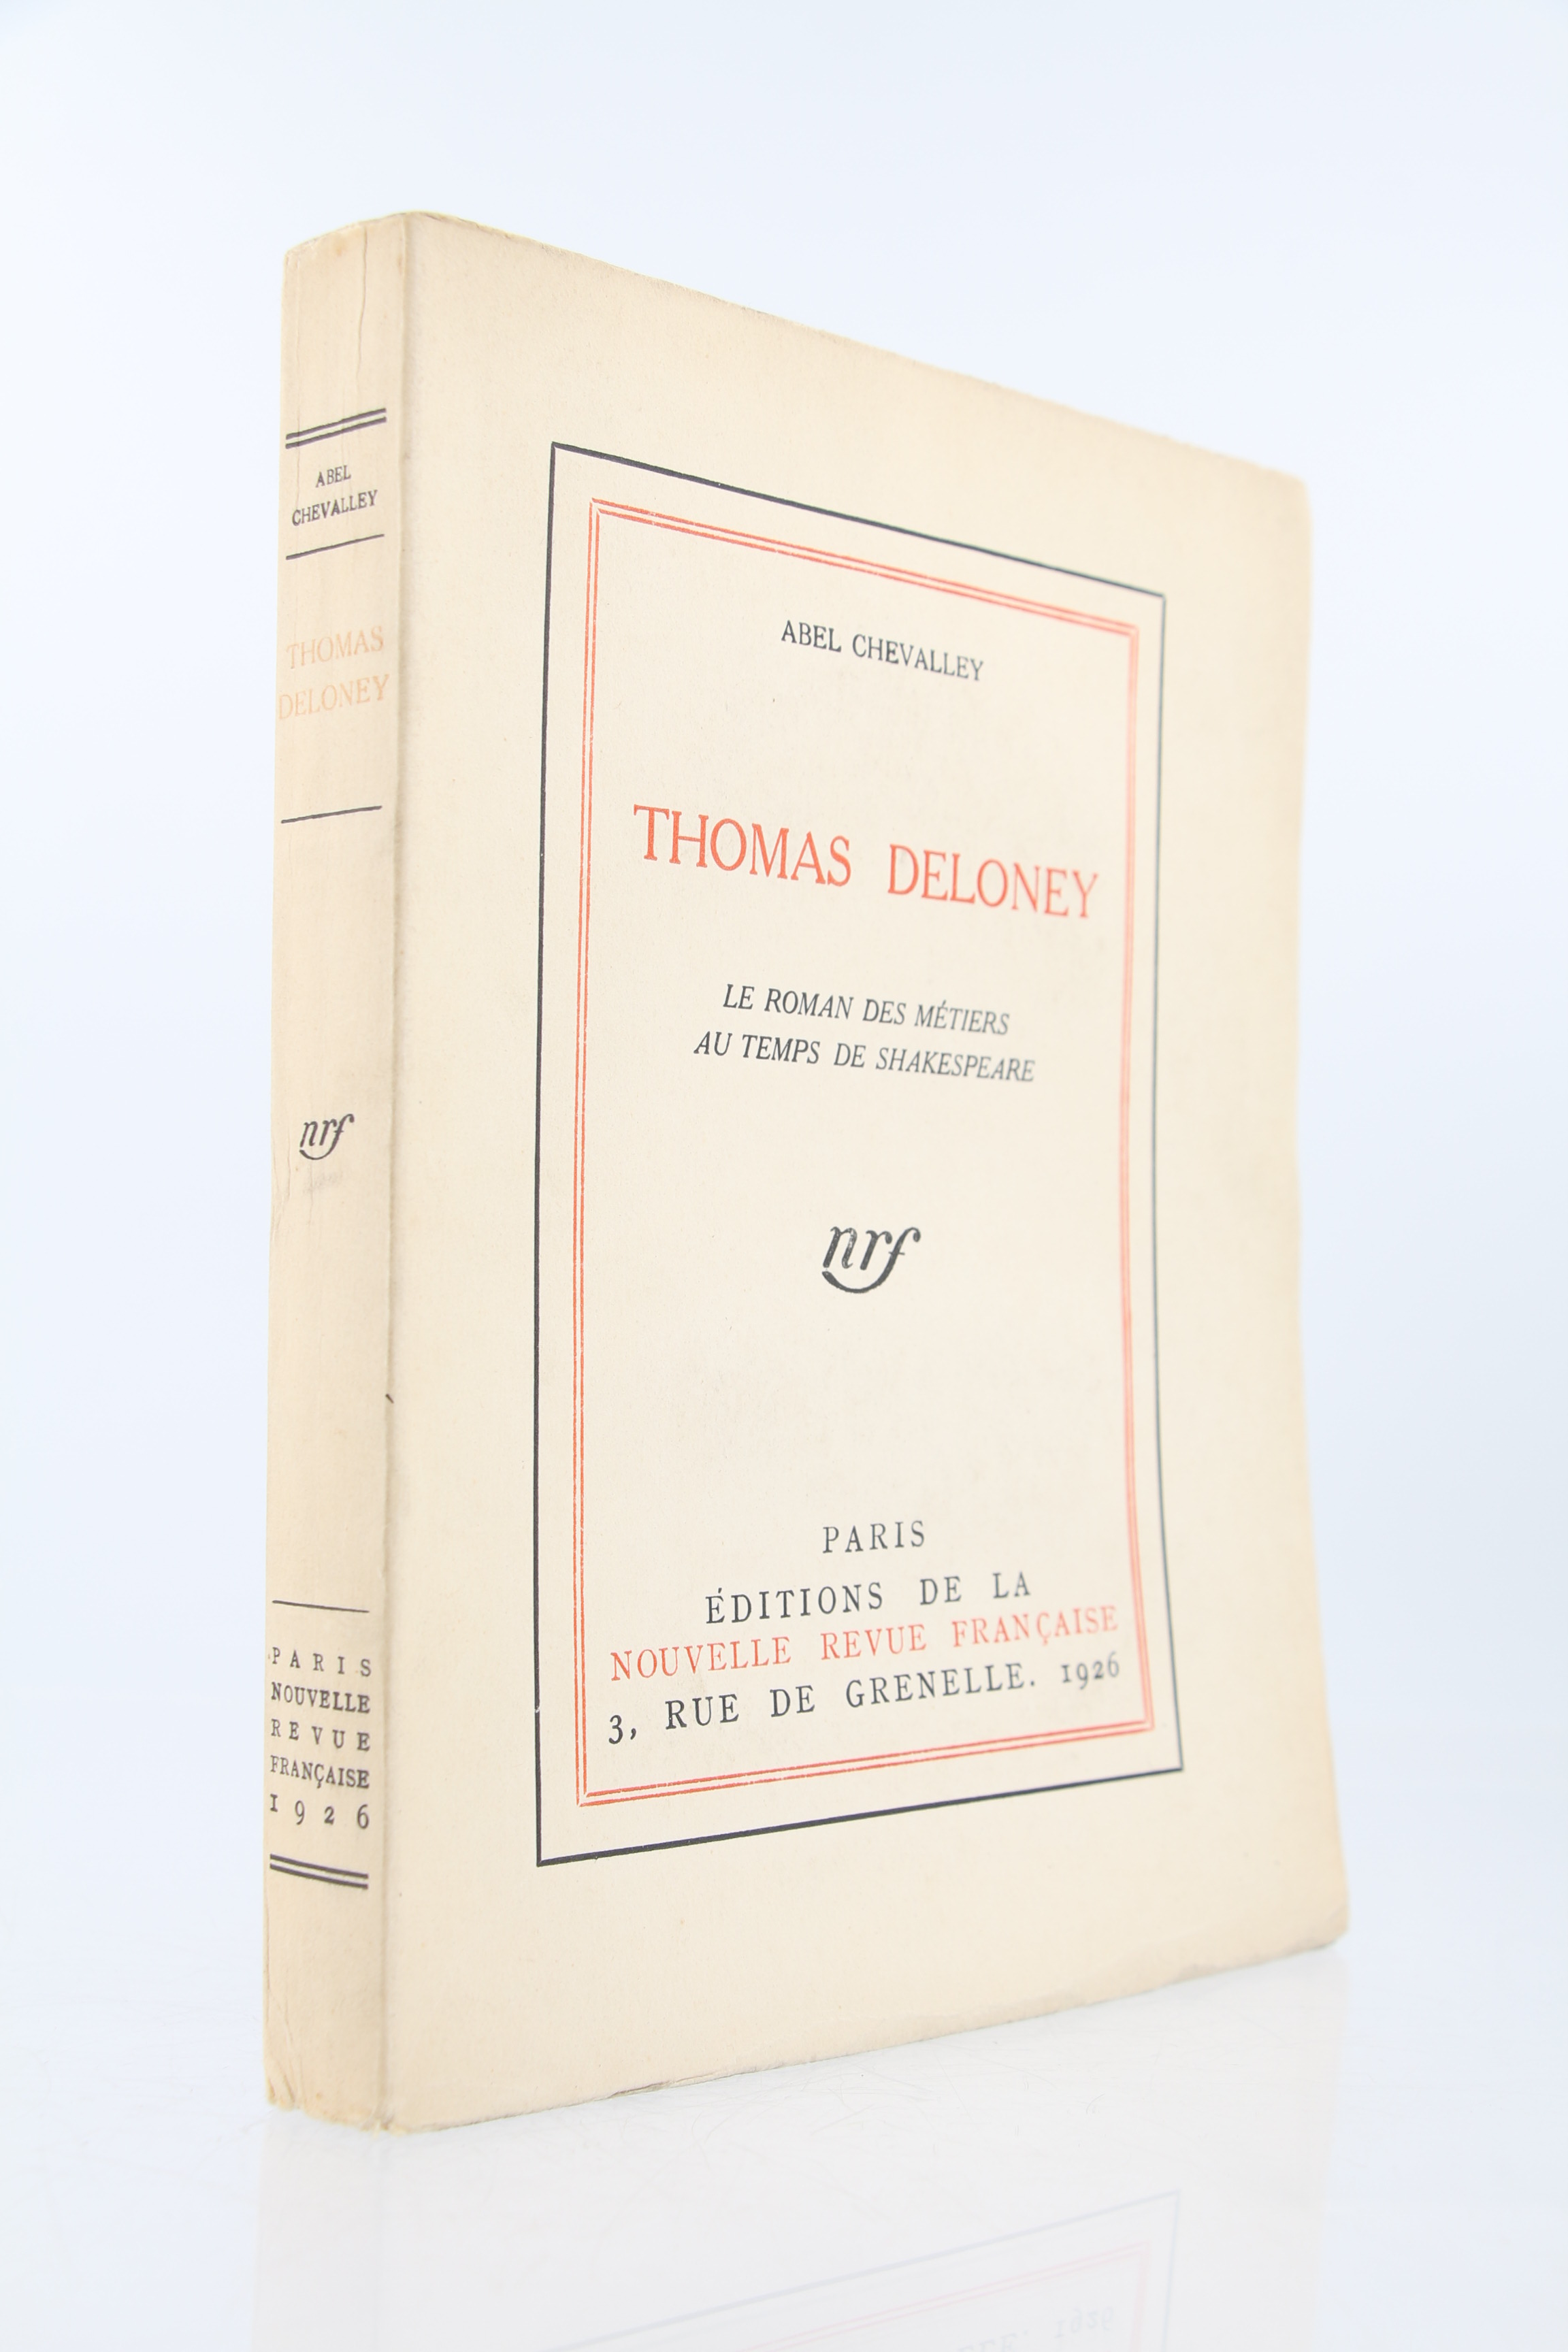 ABEL
CHEVALLEY
THOMAS
DELONEY
nrf
PARIS
NOUVELLE
REVUE
FRANÇAISE
1926
ABEL CHEVALLEY
THOMAS DELONEY
LE ROMAN DES MÉTIERS
AU TEMPS DE SHAKESPEARE
nrf
PARIS
ÉDITIONS DE LA
NOUVELLE REVUE FRANÇAISE
3, RUE DE GRENELLE. 1926